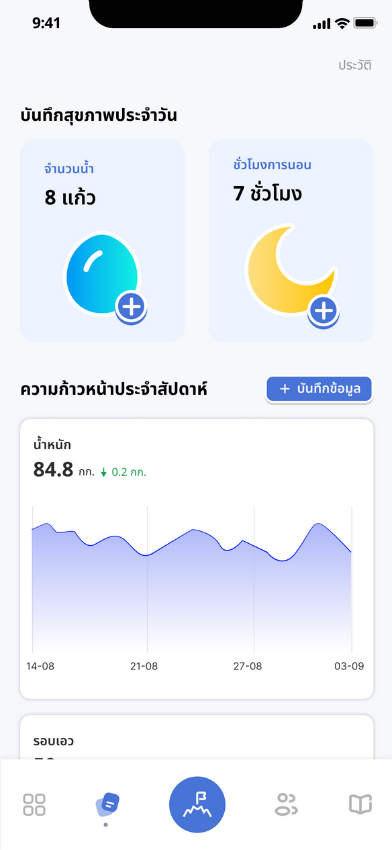 9:41
ประวัติ
บันทึกสุขภาพประจำวัน
จำนวนน้ำ
8 แก้ว
ชั่วโมงการนอน
7 ชั่วโมง
ความก้าวหน้าประจำสัปดาห์
+ บันทึกข้อมูล
น้ำหนัก
84.8 กก. ↓ 0.2 กก.
14-08 21-08 27-08 03-09
รอบเอว